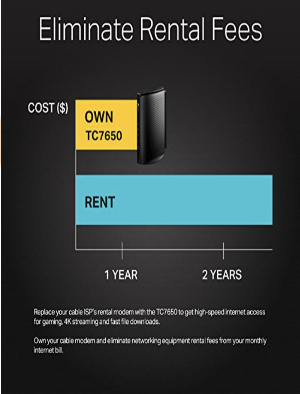 Eliminate Rental Fees
COST ($)
OWN
TC7650
RENT
1 YEAR
2 YEARS
Replace your cable ISP's rental modem with the TC7650 to get high-speed internet access
for gaming, 4K streaming and fast file downloads.
Own your cable modem and eliminate networking equipment rental fees from your monthly
internet bill.